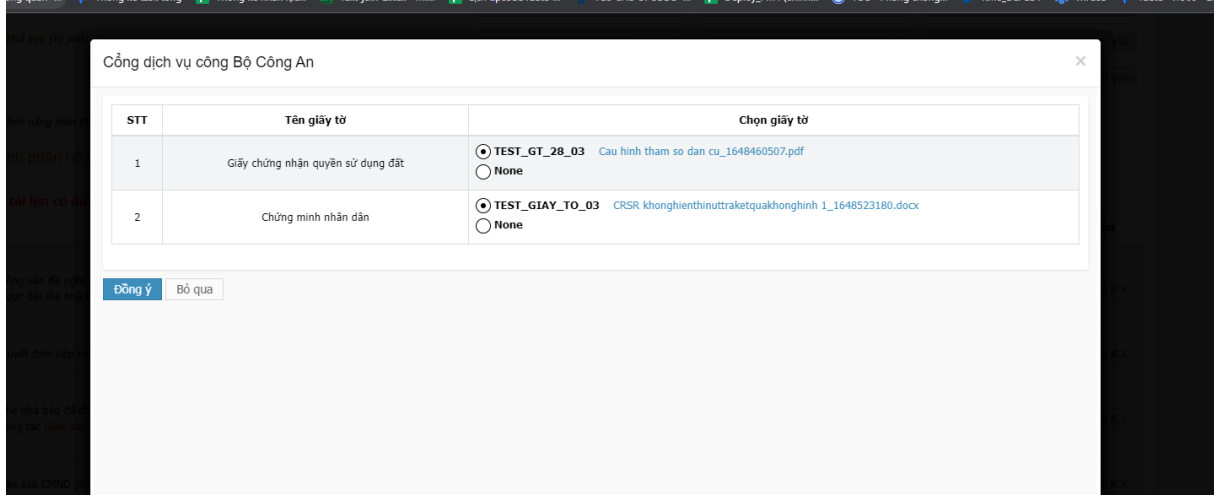 Cổng dịch vụ công Bộ Công An
×
STT Tên giấy tờ Chọn giấy tờ
1 Giấy chứng nhận quyền sử dụng đất
TEST_GT_28_03 Cau hinh tham so dan cu_1648460507.pdf
None
2 Chứng minh nhân dân
TEST_GIAY_TO_03 CRSR khonghienthinuttraketquakhonghinh 1_1648523180.docx
None
Đồng ý Bỏ qua